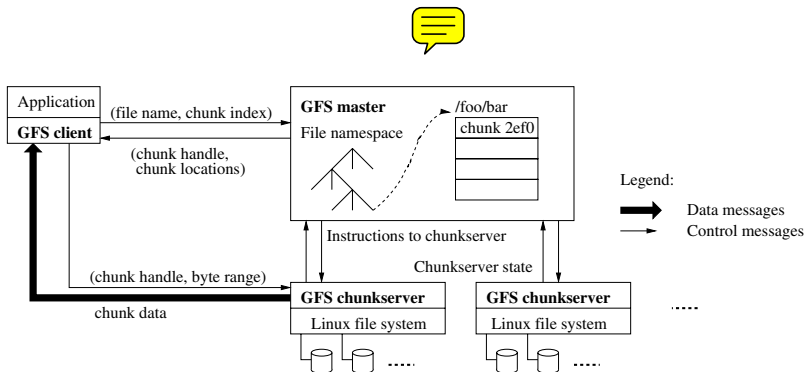 Application
GFS client
(file name, chunk index)
(chunk handle,
chunk locations)
GFS master
File namespace
/foo/bar
chunk 2ef0
Legend:
Data messages
Control messages
Instructions to chunkserver
Chunkserver state
(chunk handle, byte range)
chunk data
GFS chunkserver
Linux file system
GFS chunkserver
Linux file system